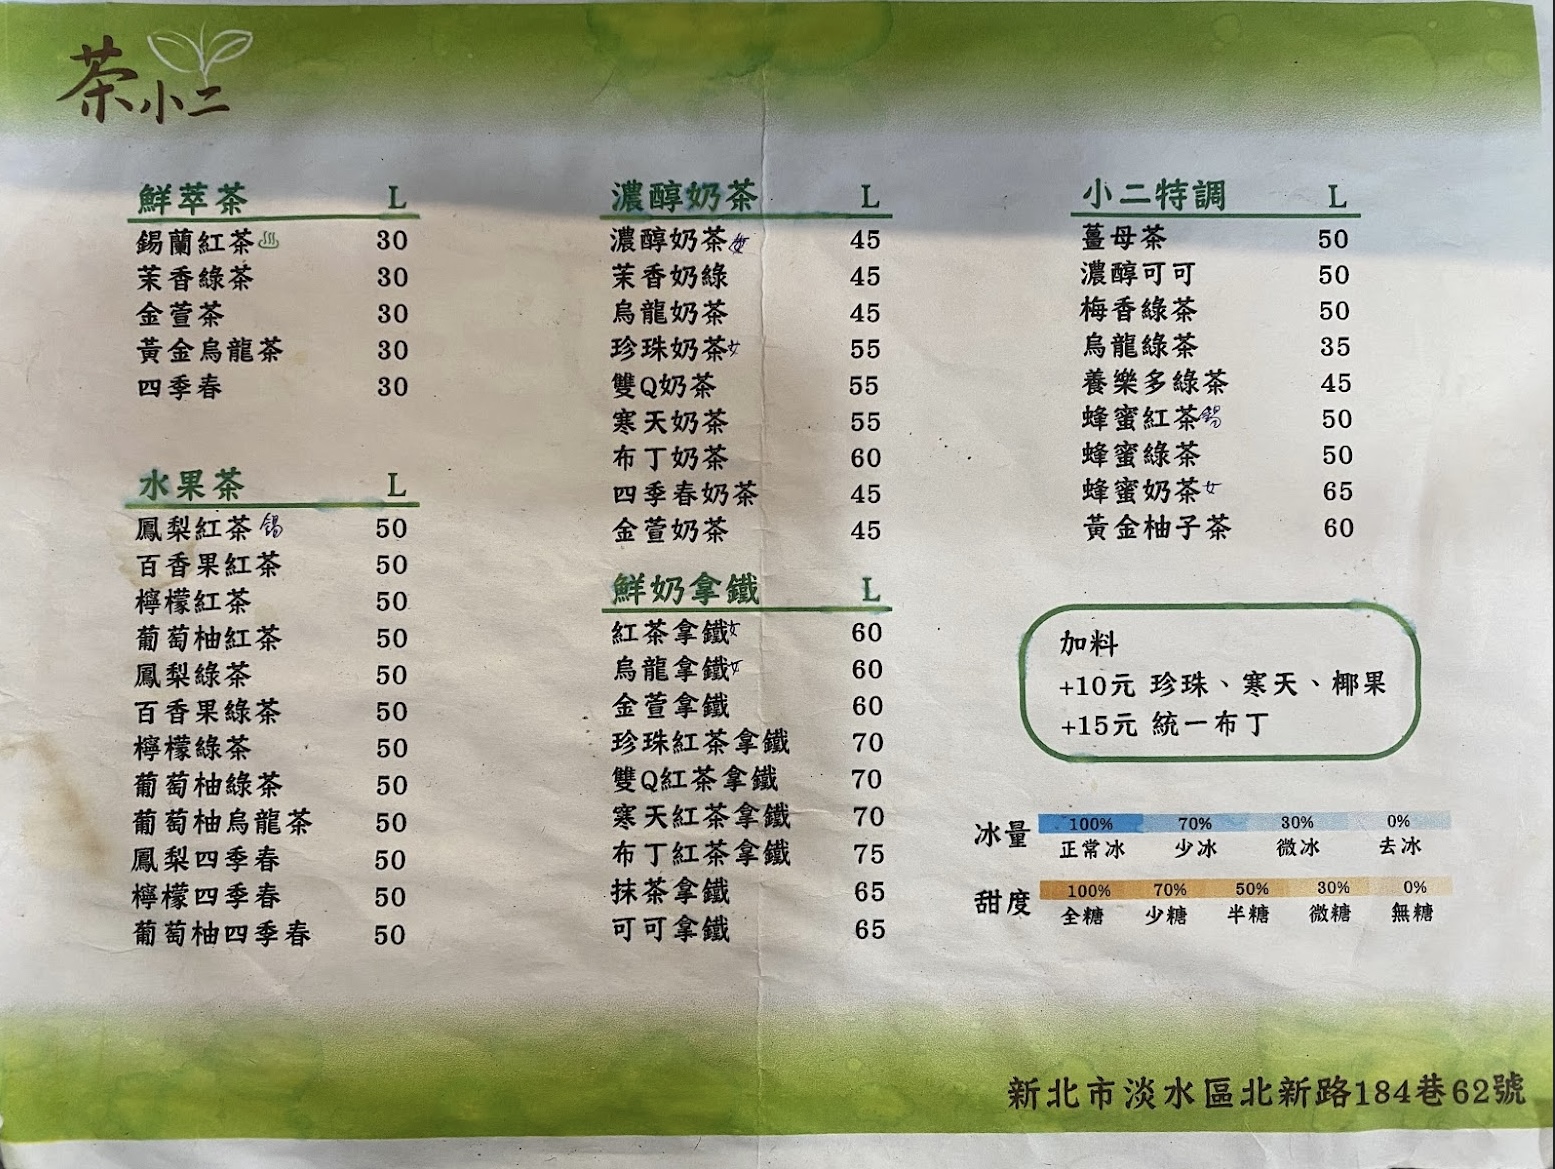 茶小二
鮮萃茶 L
錫蘭紅茶 30
茉香綠茶 30
金萱茶 30
黃金烏龍茶 30
四季春 30
水果茶 L
鳳梨紅茶 錫 50
百香果紅茶 50
檸檬紅茶 50
葡萄柚紅茶 50
鳳梨綠茶 50
百香果綠茶 50
檸檬綠茶 50
葡萄柚綠茶 50
葡萄柚烏龍茶 50
鳳梨四季春 50
檸檬四季春 50
葡萄柚四季春 50
濃醇奶茶 L
濃醇奶茶 45
茉香奶綠 45
烏龍奶茶 45
珍珠奶茶女 55
雙Q奶茶 55
寒天奶茶 55
布丁奶茶 60
四季春奶茶 45
金萱奶茶 45
鮮奶拿鐵 L
紅茶拿鐵女 60
烏龍拿鐵女 60
金萱拿鐵 60
珍珠紅茶拿鐵 70
雙Q紅茶拿鐵 70
寒天紅茶拿鐵 70
布丁紅茶拿鐵 75
抹茶拿鐵 65
可可拿鐵 65
小二特調 L
薑母茶 50
濃醇可可 50
梅香綠茶 50
烏龍綠茶 35
養樂多綠茶 45
蜂蜜紅茶錫 50
蜂蜜綠茶 50
蜂蜜奶茶女 65
黃金柚子茶 60
加料
+10元 珍珠、寒天、椰果
+15元 統一布丁
冰量 100% 70% 30% 0%
正常冰 少冰 微冰 去冰
甜度 100% 70% 50% 30% 0%
全糖 少糖 半糖 微糖 無糖
新北市淡水區北新路184巷62號